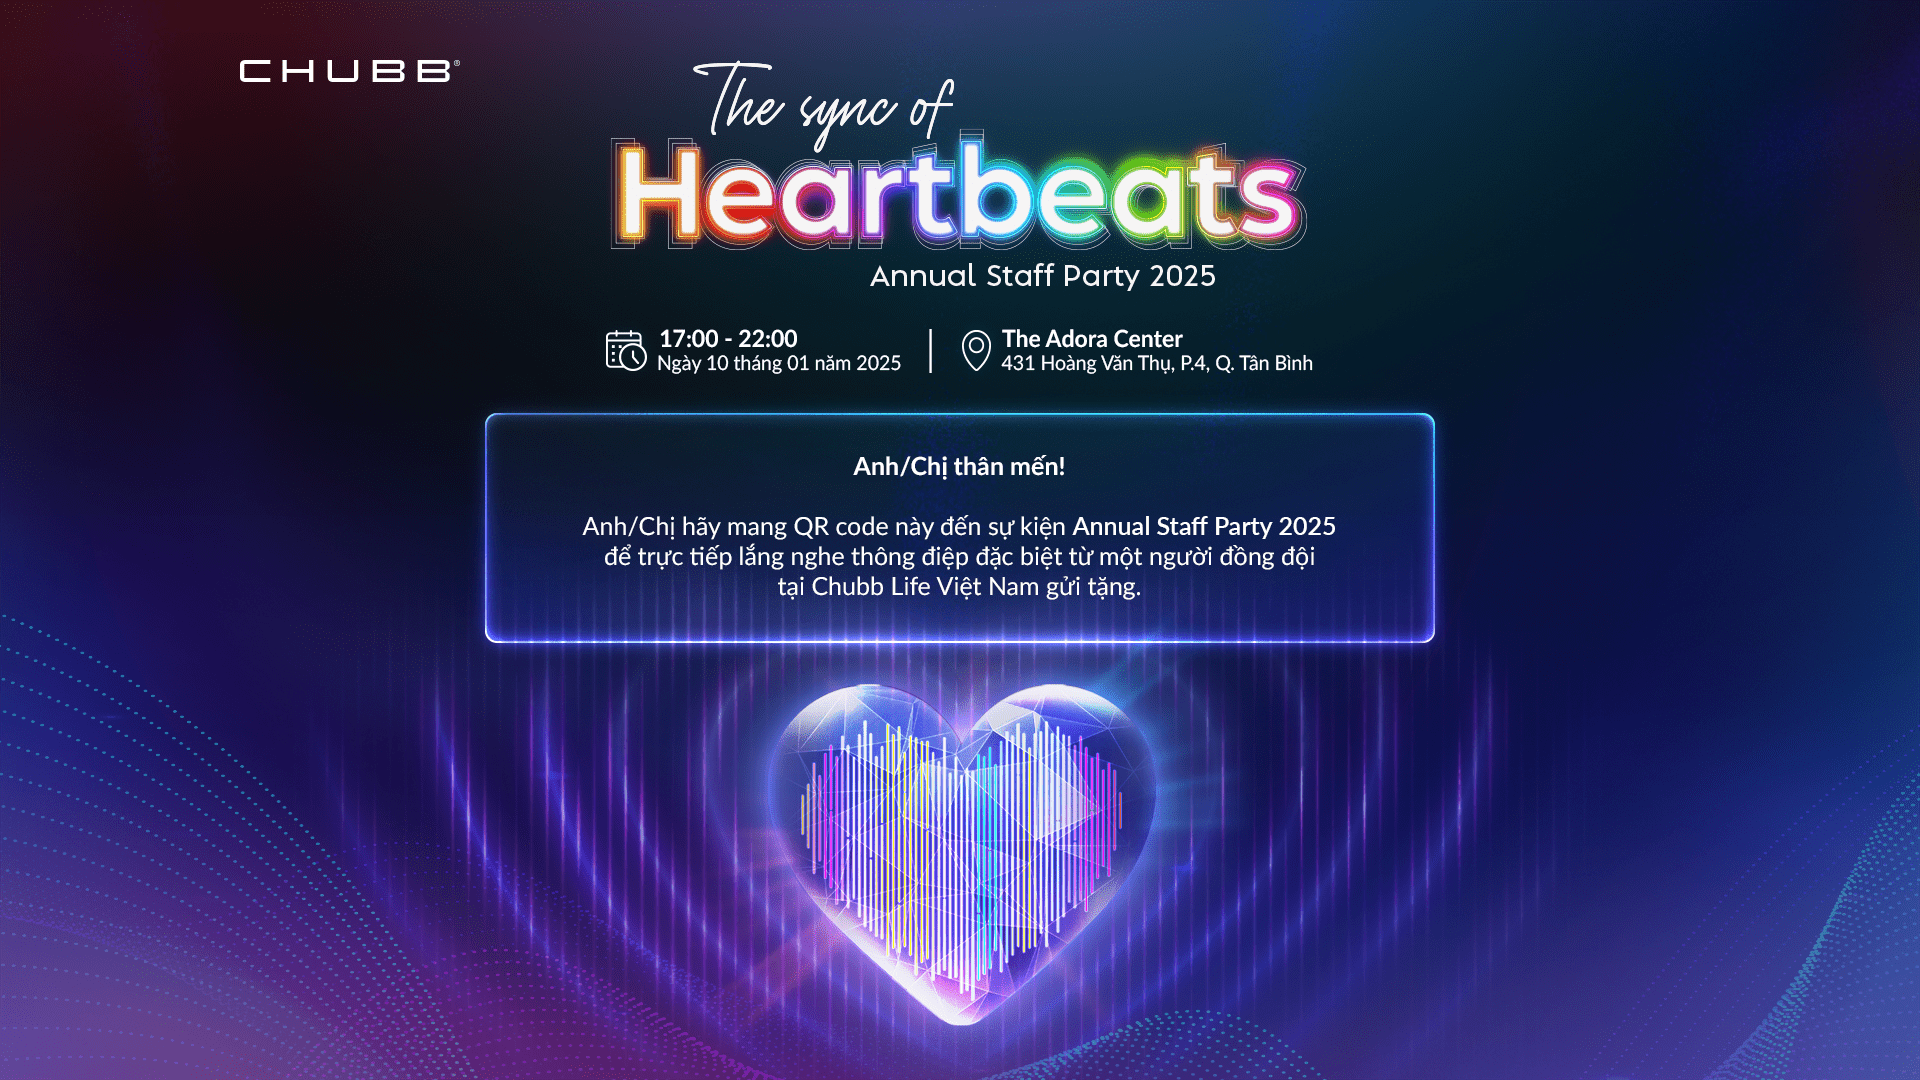 CHUBB®
The sync of
Heartbeats
Annual Staff Party 2025
17:00 - 22:00
Ngày 10 tháng 01 năm 2025
The Adora Center
431 Hoàng Văn Thụ, P.4, Q. Tân Bình
Anh/Chị thân mến!
Anh/Chị hãy mang QR code này đến sự kiện Annual Staff Party 2025
để trực tiếp lắng nghe thông điệp đặc biệt từ một người đồng đội
tại Chubb Life Việt Nam gửi tặng.